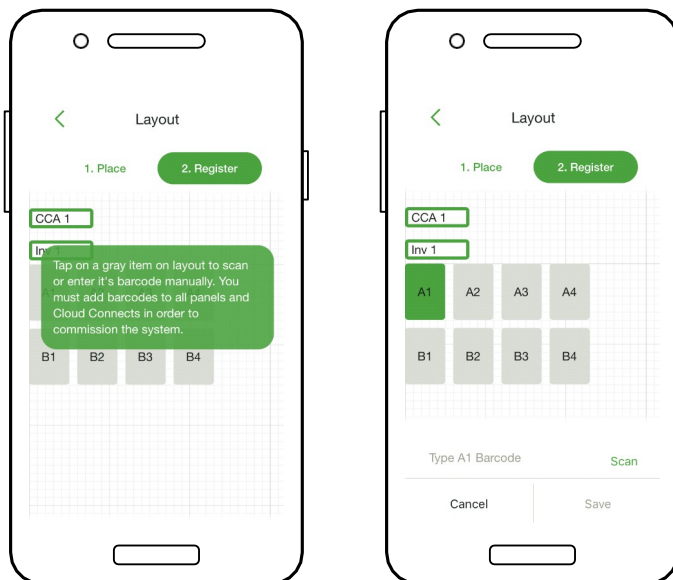 Layout
1. Place
2. Register
CCA 1
Inv 1
Tap on a gray item on layout to scan
or enter it's barcode manually. You
must add barcodes to all panels and
Cloud Connects in order to
commission the system.
B1 B2 B3 B4
Layout
1. Place
2. Register
CCA 1
Inv 1
A1 A2 A3 A4
B1 B2 B3 B4
Type A1 Barcode
Scan
Cancel
Save